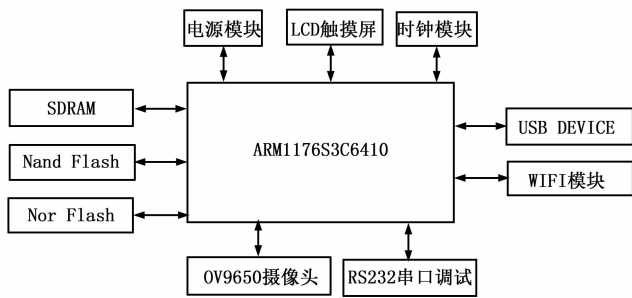 电源模块
LCD触摸屏
时钟模块
SDRAM
Nand Flash
Nor Flash
ARM1176S3C6410
USB DEVICE
WIFI模块
OV9650摄像头
RS232串口调试